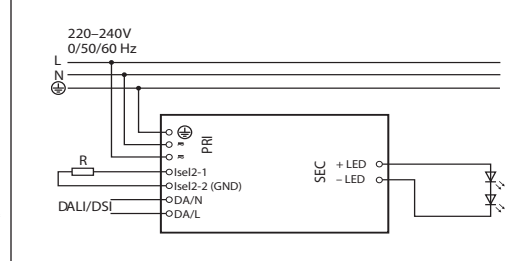 220–240V
0/50/60 Hz
L
N
PRI
R
Isel2-1
Isel2-2 (GND)
DALI/DSI
DA/N
DA/L
SEC
+ LED
– LED